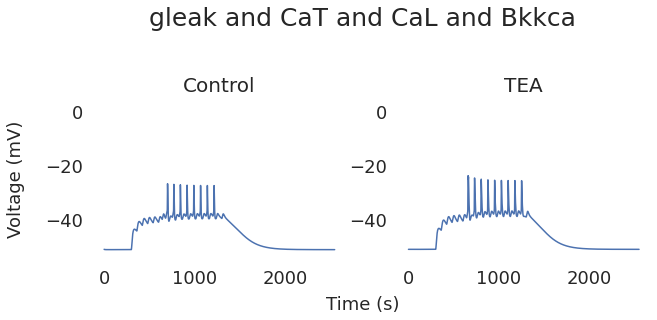 gleak and CaT and CaL and Bkkca
Control
TEA
Voltage (mV)
0
−20
−40
0
1000
2000
0
−20
−40
0
1000
2000
Time (s)